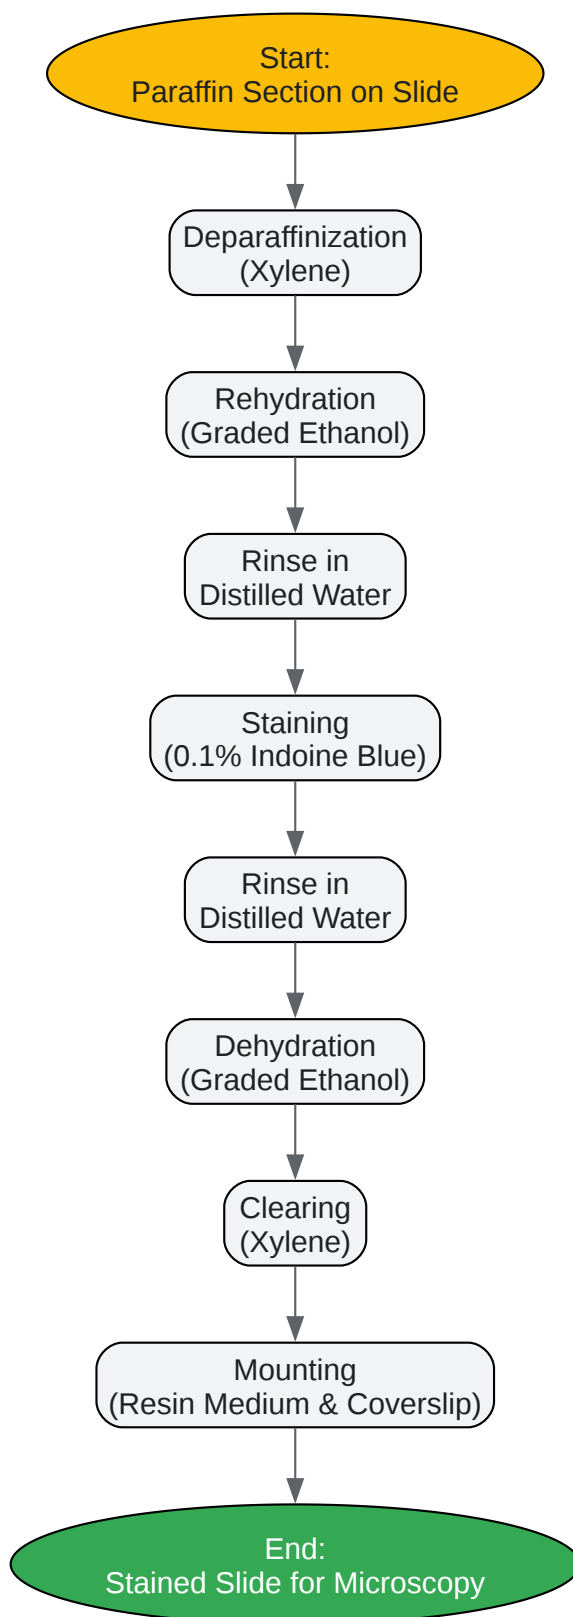 Start:
Paraffin Section on Slide
Deparaffinization
(Xylene)
Rehydration
(Graded Ethanol)
Rinse in
Distilled Water
Staining
(0.1% Indoine Blue)
Rinse in
Distilled Water
Dehydration
(Graded Ethanol)
Clearing
(Xylene)
Mounting
(Resin Medium & Coverslip)
End:
Stained Slide for Microscopy